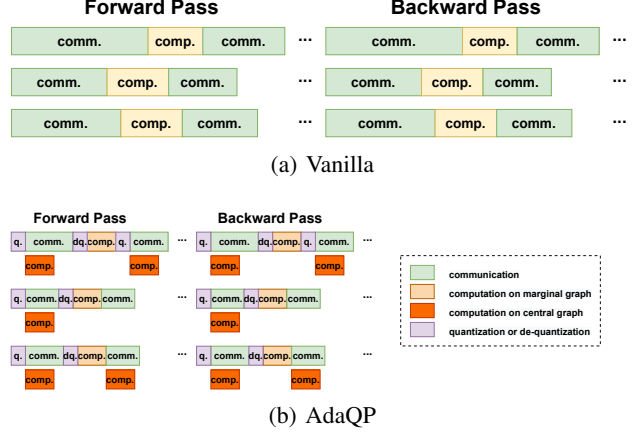 Forward Pass Backward Pass
comm. comp. comm. ... comm. comp. comm. ...
comm. comp. comm. ... comm. comp. comm. ...
comm. comp. comm. ... comm. comp. comm. ...
(a) Vanilla
Forward Pass Backward Pass
q. comm. dq. comp. q. comm. ... q. comm. dq. comp. q. comm. ...
comp. comp. comp. comp.
q. comm. dq. comp. comm. ... q. comm. dq. comp. comm. ...
comp. comp.
q. comm. dq. comp. comm. ... q. comm. dq. comp. comm. ...
comp. comp. comp. comp.
communication
computation on marginal graph
computation on central graph
quantization or de-quantization
(b) AdaQP